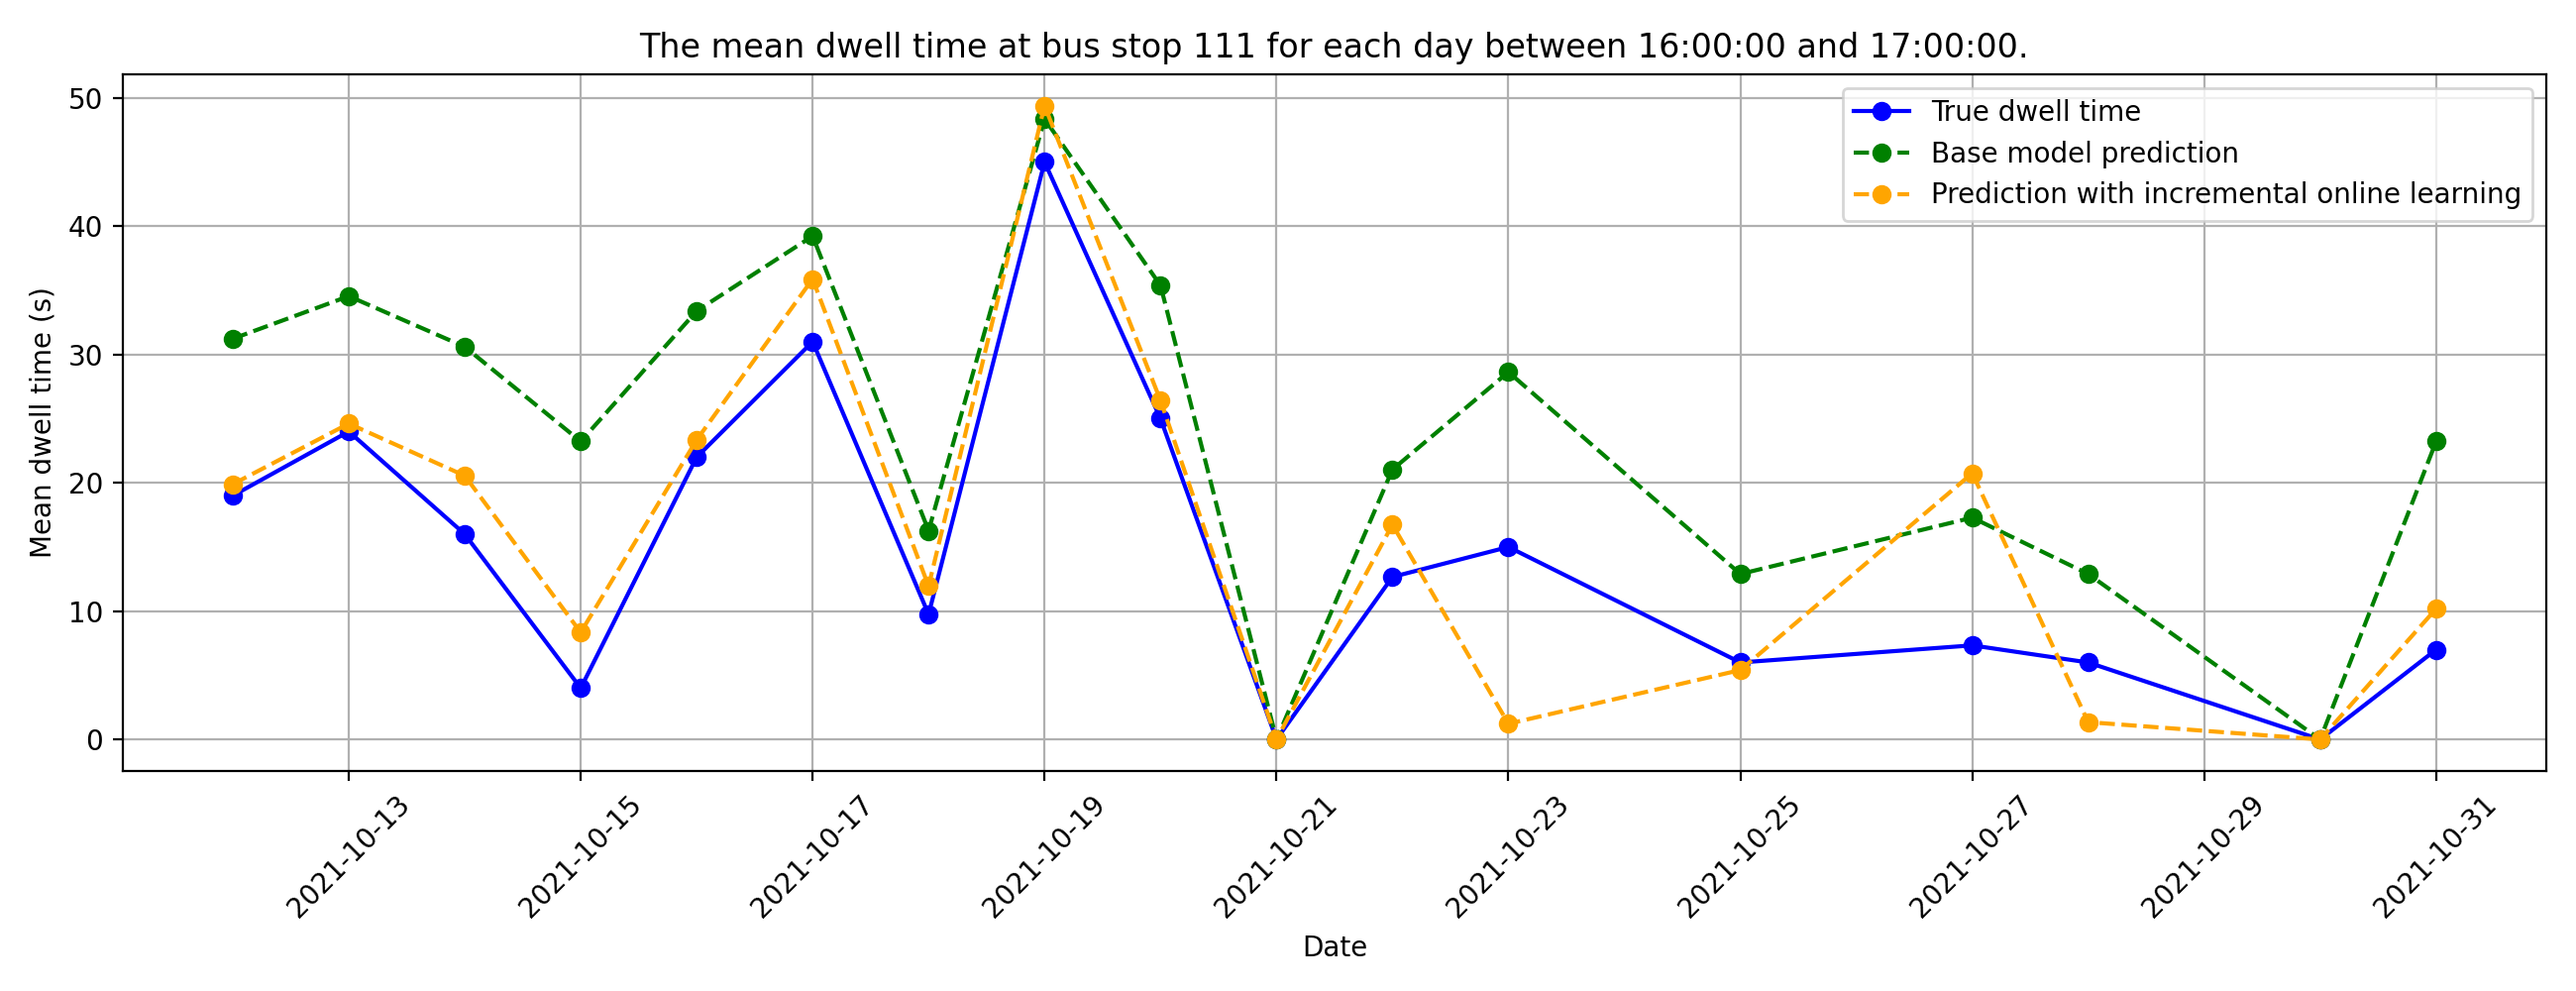 The mean dwell time at bus stop 111 for each day between 16:00:00 and 17:00:00.
True dwell time
Base model prediction
Prediction with incremental online learning
Mean dwell time (s)
50
40
30
20
10
0
2021-10-13
2021-10-15
2021-10-17
2021-10-19
2021-10-21
2021-10-23
2021-10-25
2021-10-27
2021-10-29
2021-10-31
Date